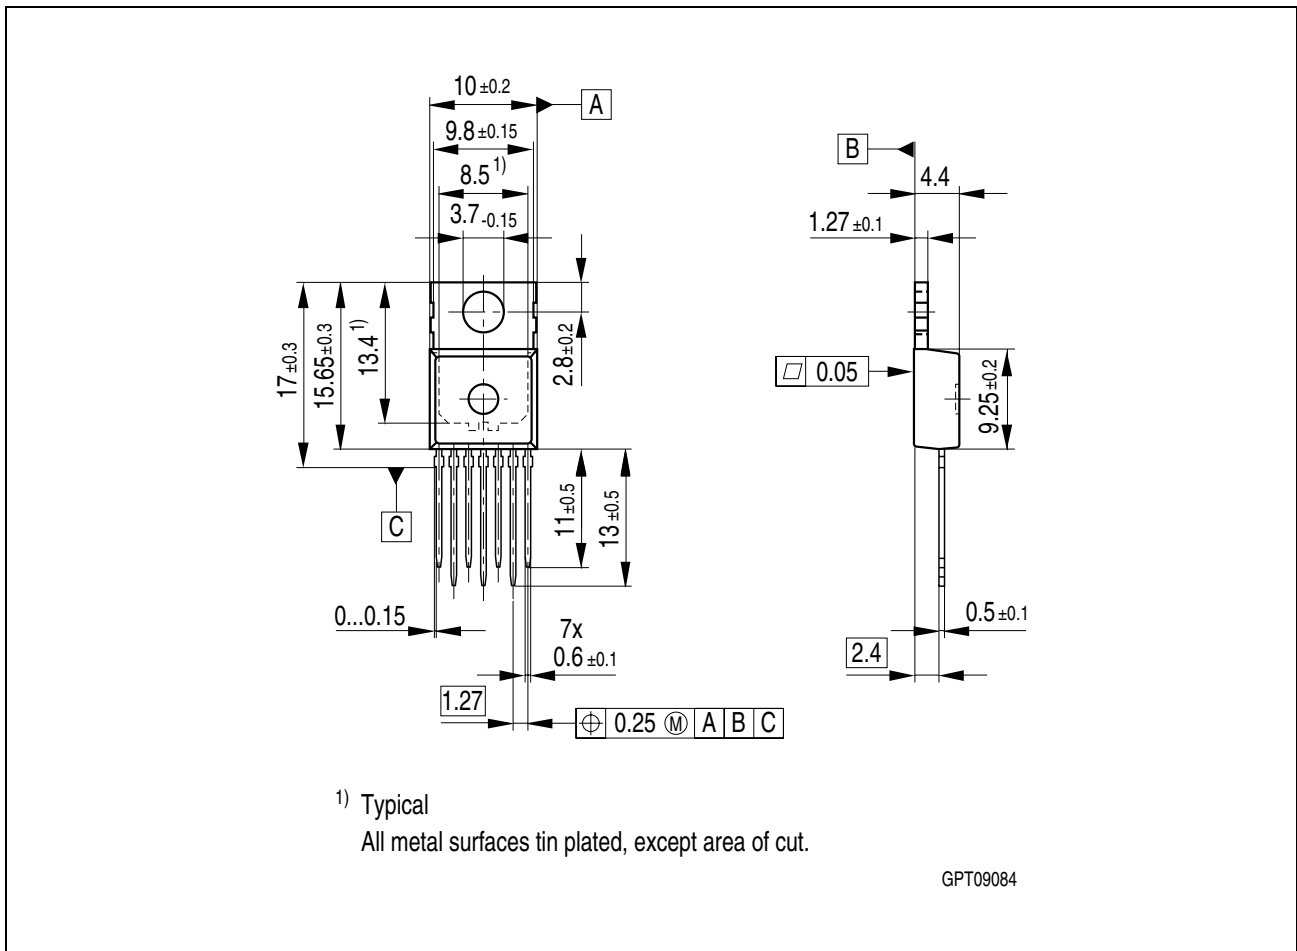 10 ±0.2
A
9.8 ±0.15
8.5 1)
3.7 -0.15
B
4.4
1.27 ±0.1
17 ±0.3
15.65 ±0.3
13.4 1)
2.8 ±0.2
0.05
9.25 ±0.2
C
11 ±0.5
13 ±0.5
0...0.15
7x
0.6 ±0.1
0.5 ±0.1
2.4
1.27
⌖ 0.25 Ⓜ A B C
1) Typical
All metal surfaces tin plated, except area of cut.
GPT09084